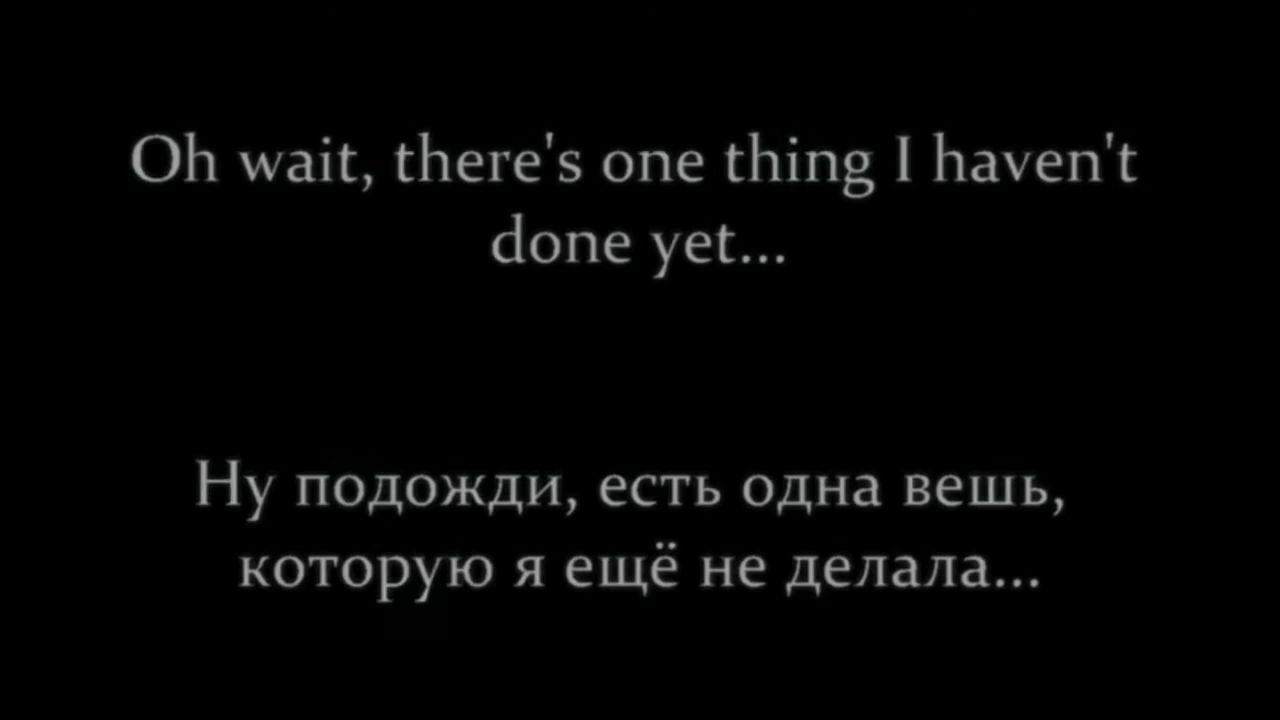 Oh wait, there's one thing I haven't
done yet...
Ну подожди, есть одна вешь,
которую я ещё не делала...